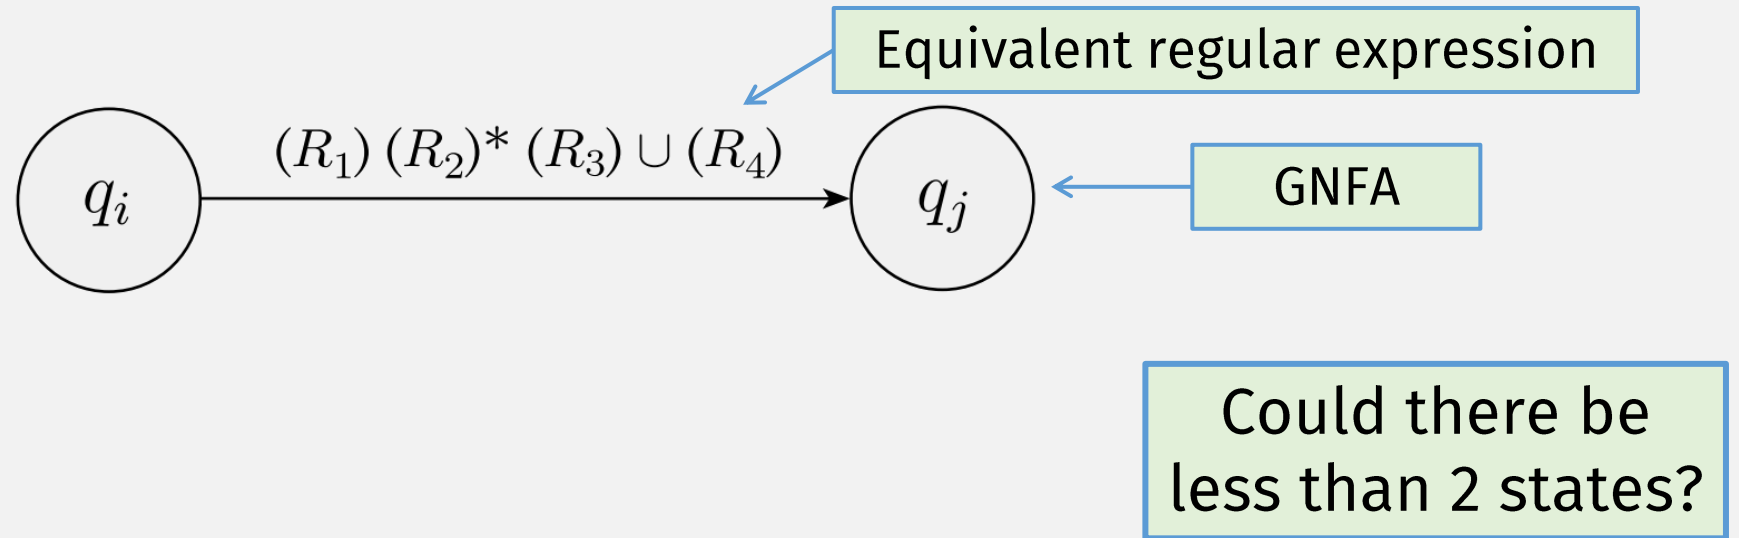 Equivalent regular expression
(R₁) (R₂)* (R₃) ∪ (R₄)
qᵢ
qⱼ
GNFA
Could there be
less than 2 states?